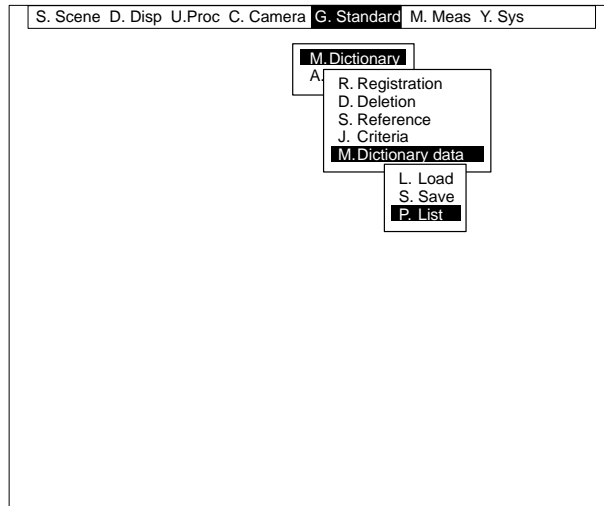 S. Scene D. Disp U.Proc C. Camera G. Standard M. Meas Y. Sys
M.Dictionary
A.
R. Registration
D. Deletion
S. Reference
J. Criteria
M.Dictionary data
L. Load
S. Save
P. List